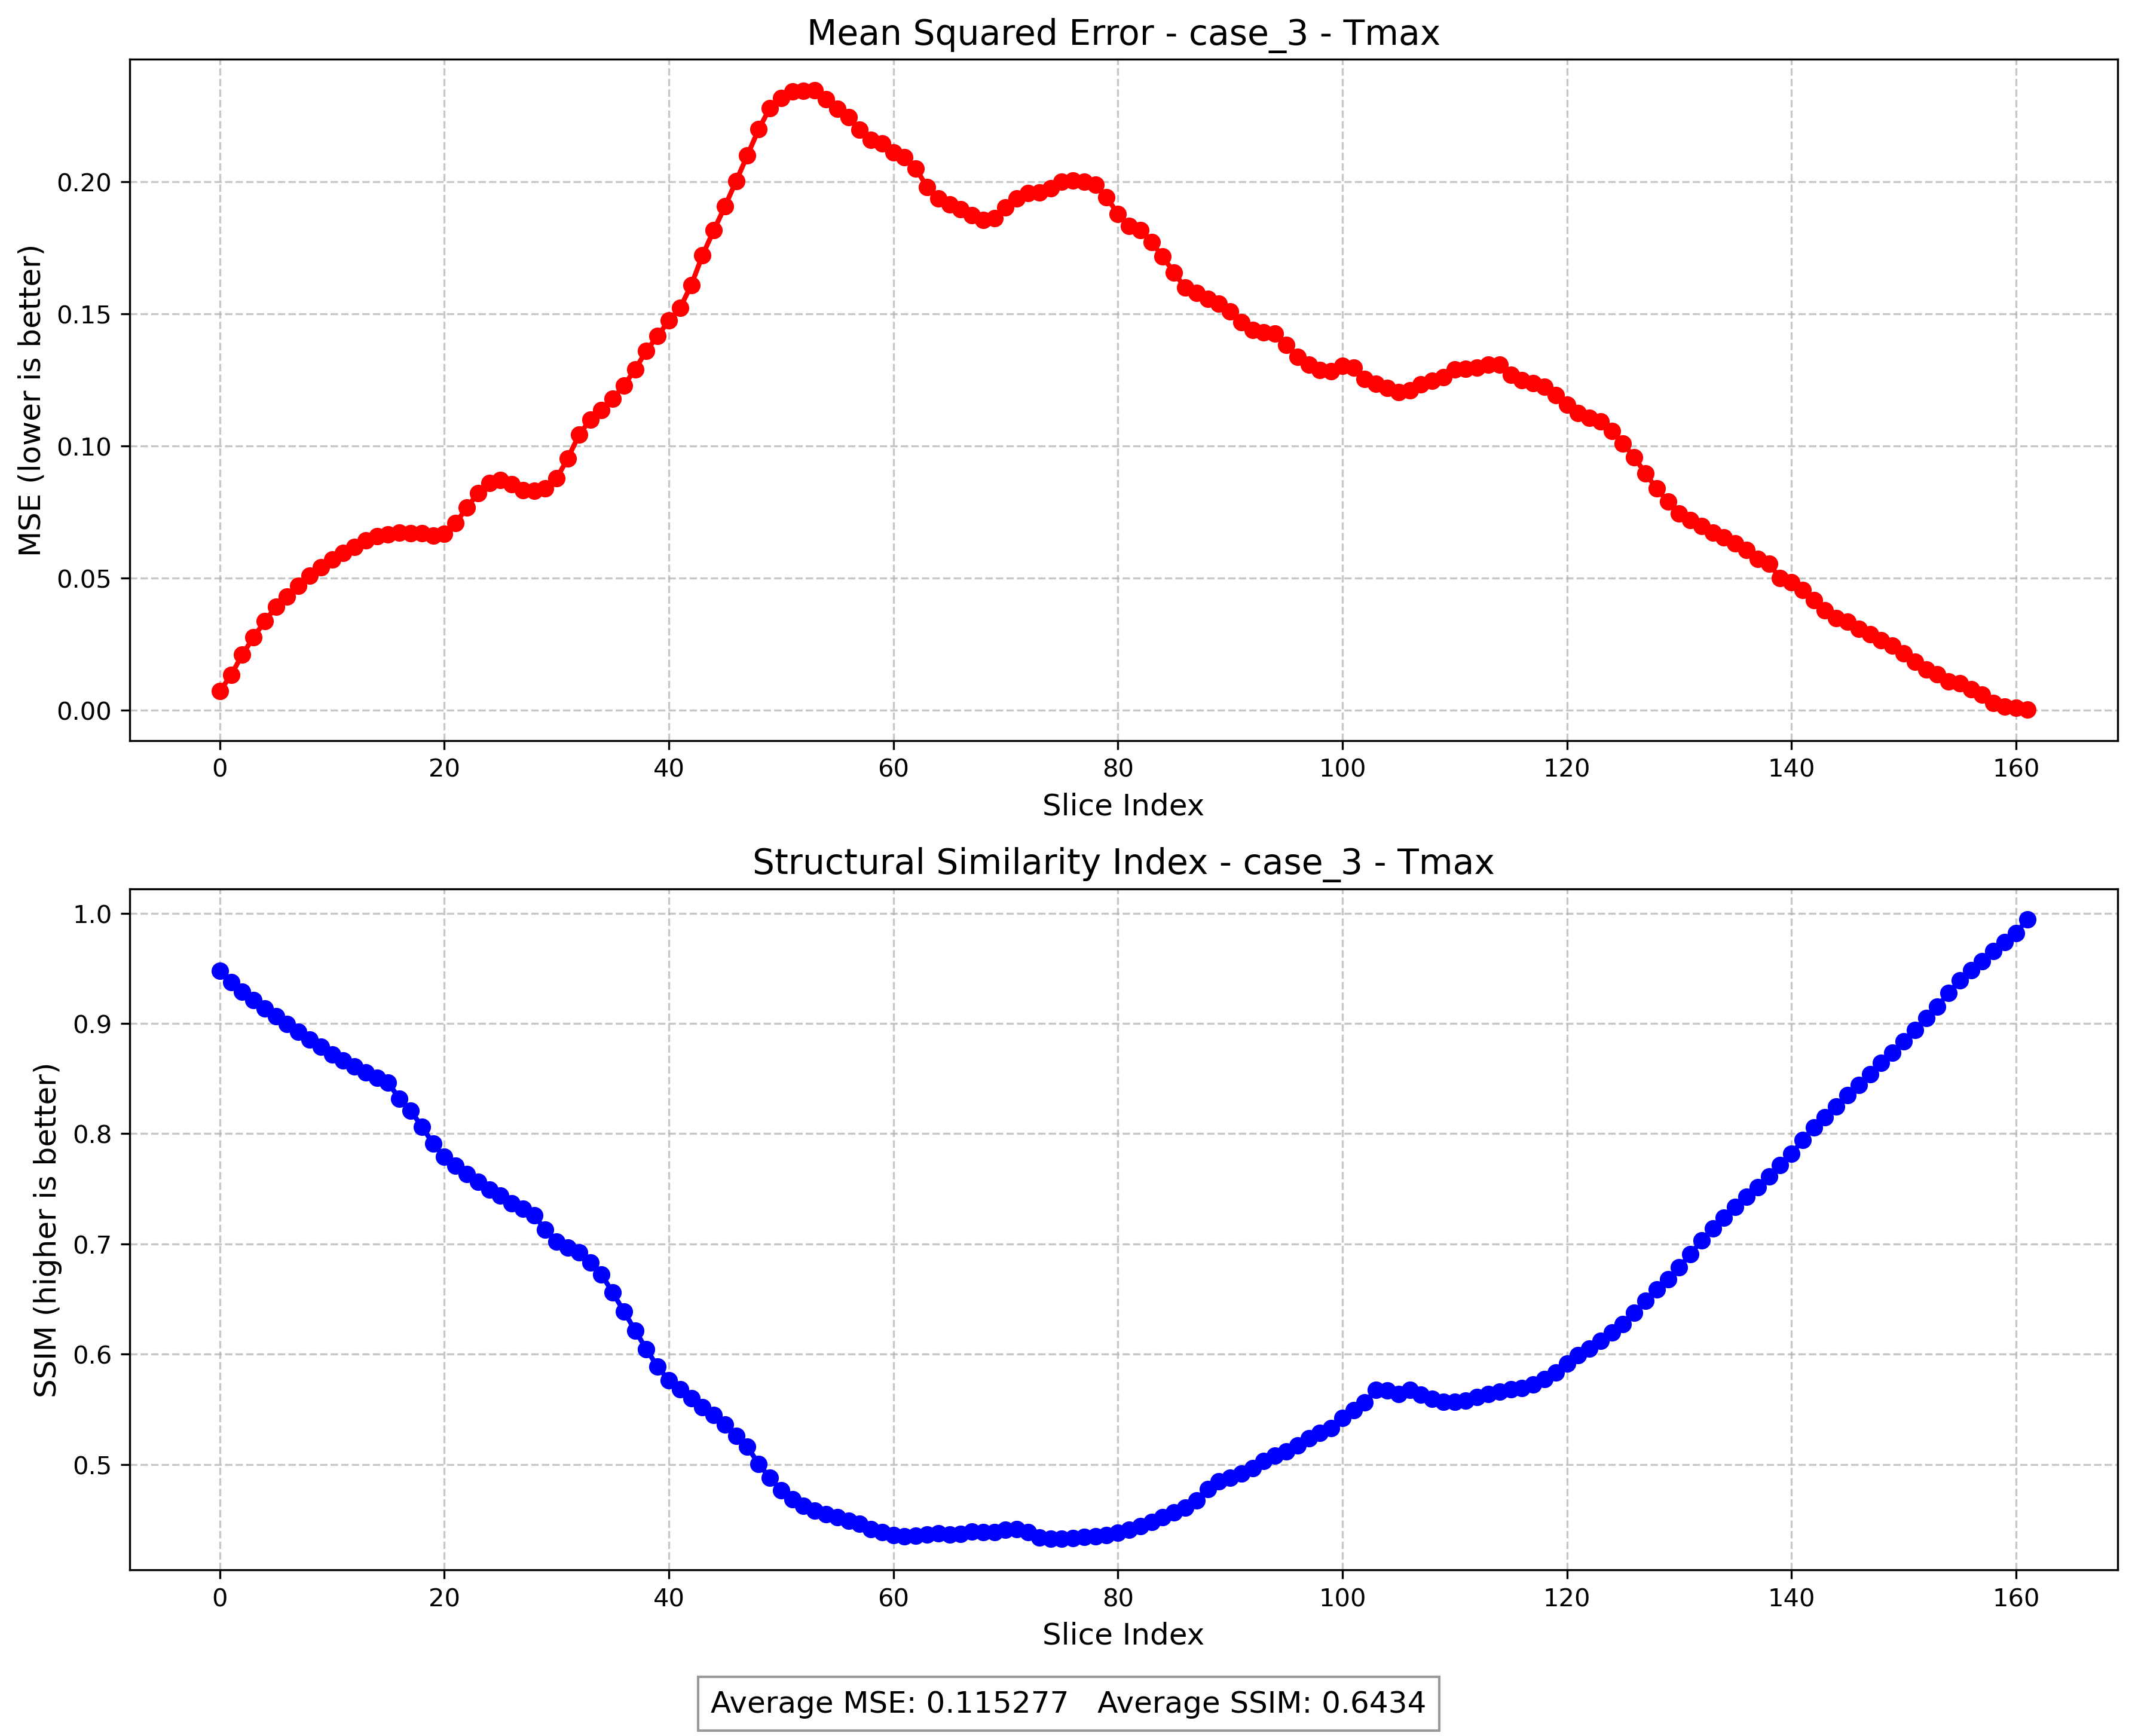 Mean Squared Error - case_3 - Tmax
MSE (lower is better)
0.20
0.15
0.10
0.05
0.00
0 20 40 60 80 100 120 140 160
Slice Index
Structural Similarity Index - case_3 - Tmax
SSIM (higher is better)
1.0
0.9
0.8
0.7
0.6
0.5
0 20 40 60 80 100 120 140 160
Slice Index
Average MSE: 0.115277   Average SSIM: 0.6434